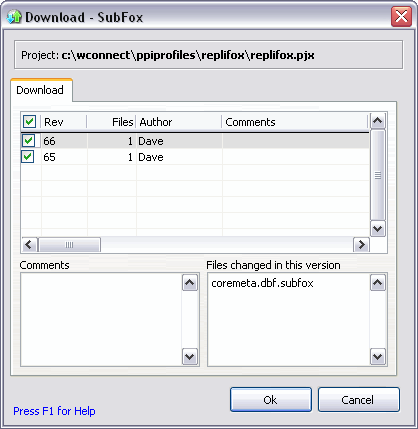 Download - SubFox
Project: c:\wconnect\ppiprofiles\replifox\replifox.pjx
Download
Rev Files Author Comments
66 1 Dave
65 1 Dave
Comments Files changed in this version
coremeta.dbf.subfox
Ok Cancel
Press F1 for Help